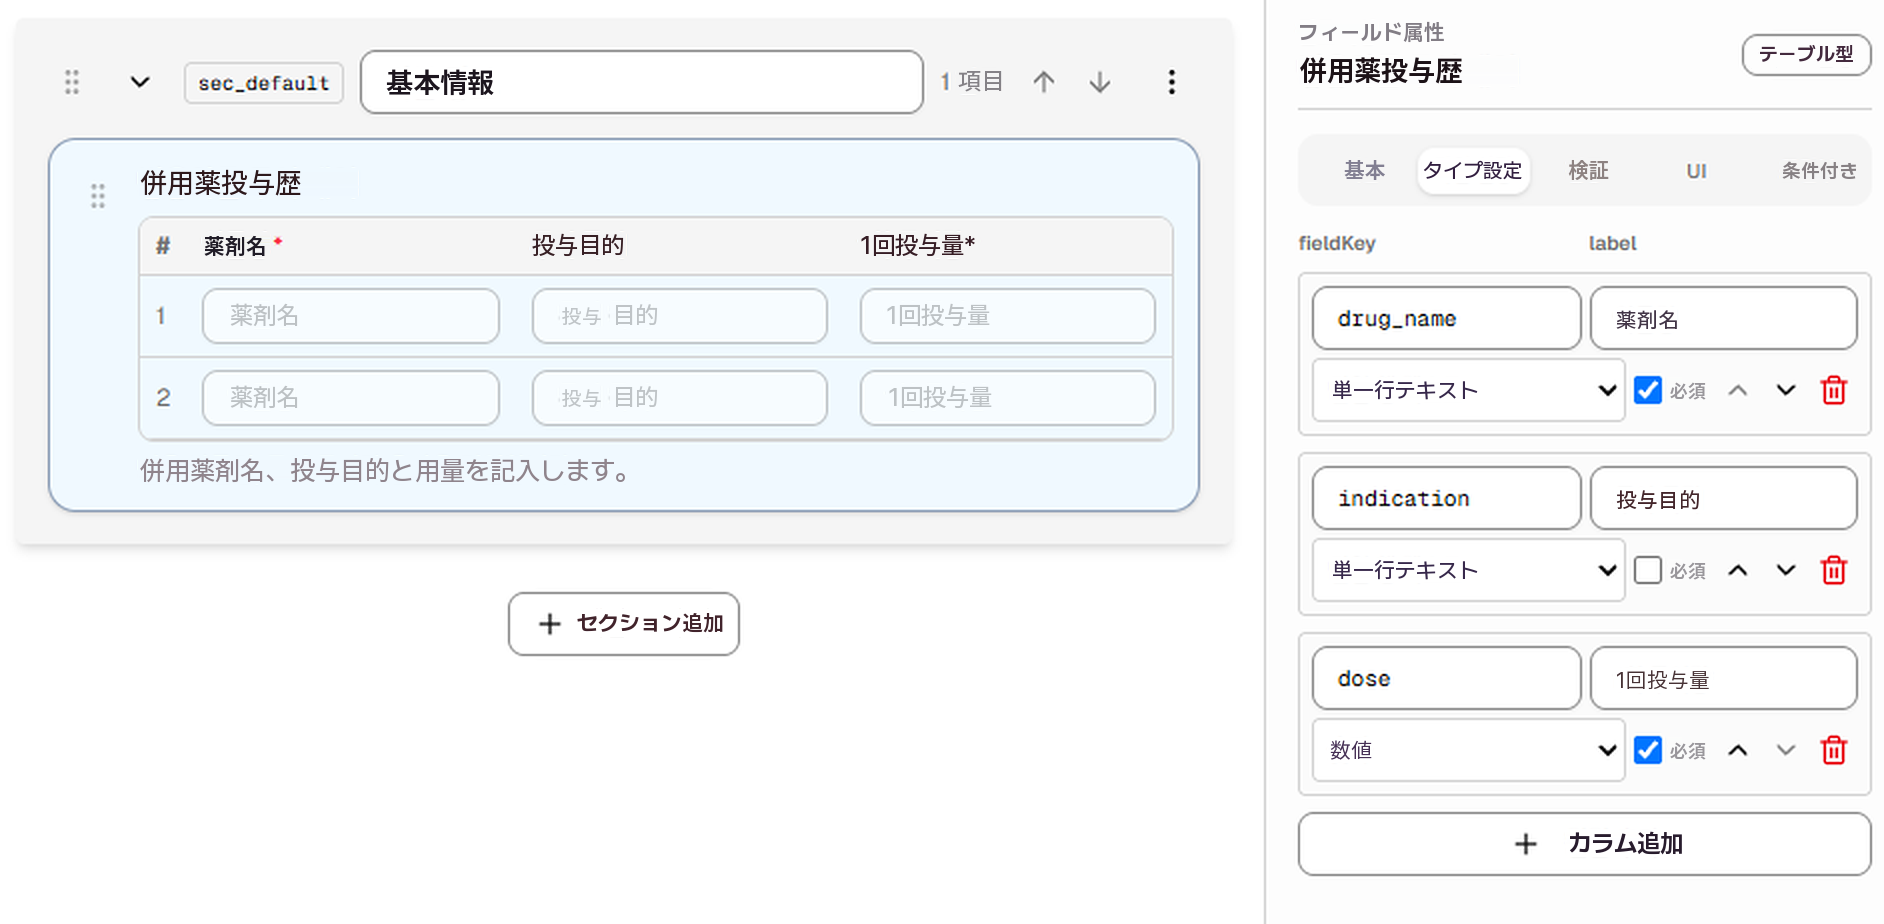 sec_default 基本情報 1 項目
併用薬投与歴
# 薬剤名 * 投与目的 1回投与量*
1 薬剤名 投与 目的 1回投与量
2 薬剤名 投与 目的 1回投与量
併用薬剤名、投与目的と用量を記入します。
+ セクション追加
フィールド属性
併用薬投与歴
テーブル型
基本 タイプ設定 検証 UI 条件付き
fieldKey label
drug_name 薬剤名
単一行テキスト 必須
indication 投与目的
単一行テキスト 必須
dose 1回投与量
数値 必須
+ カラム追加